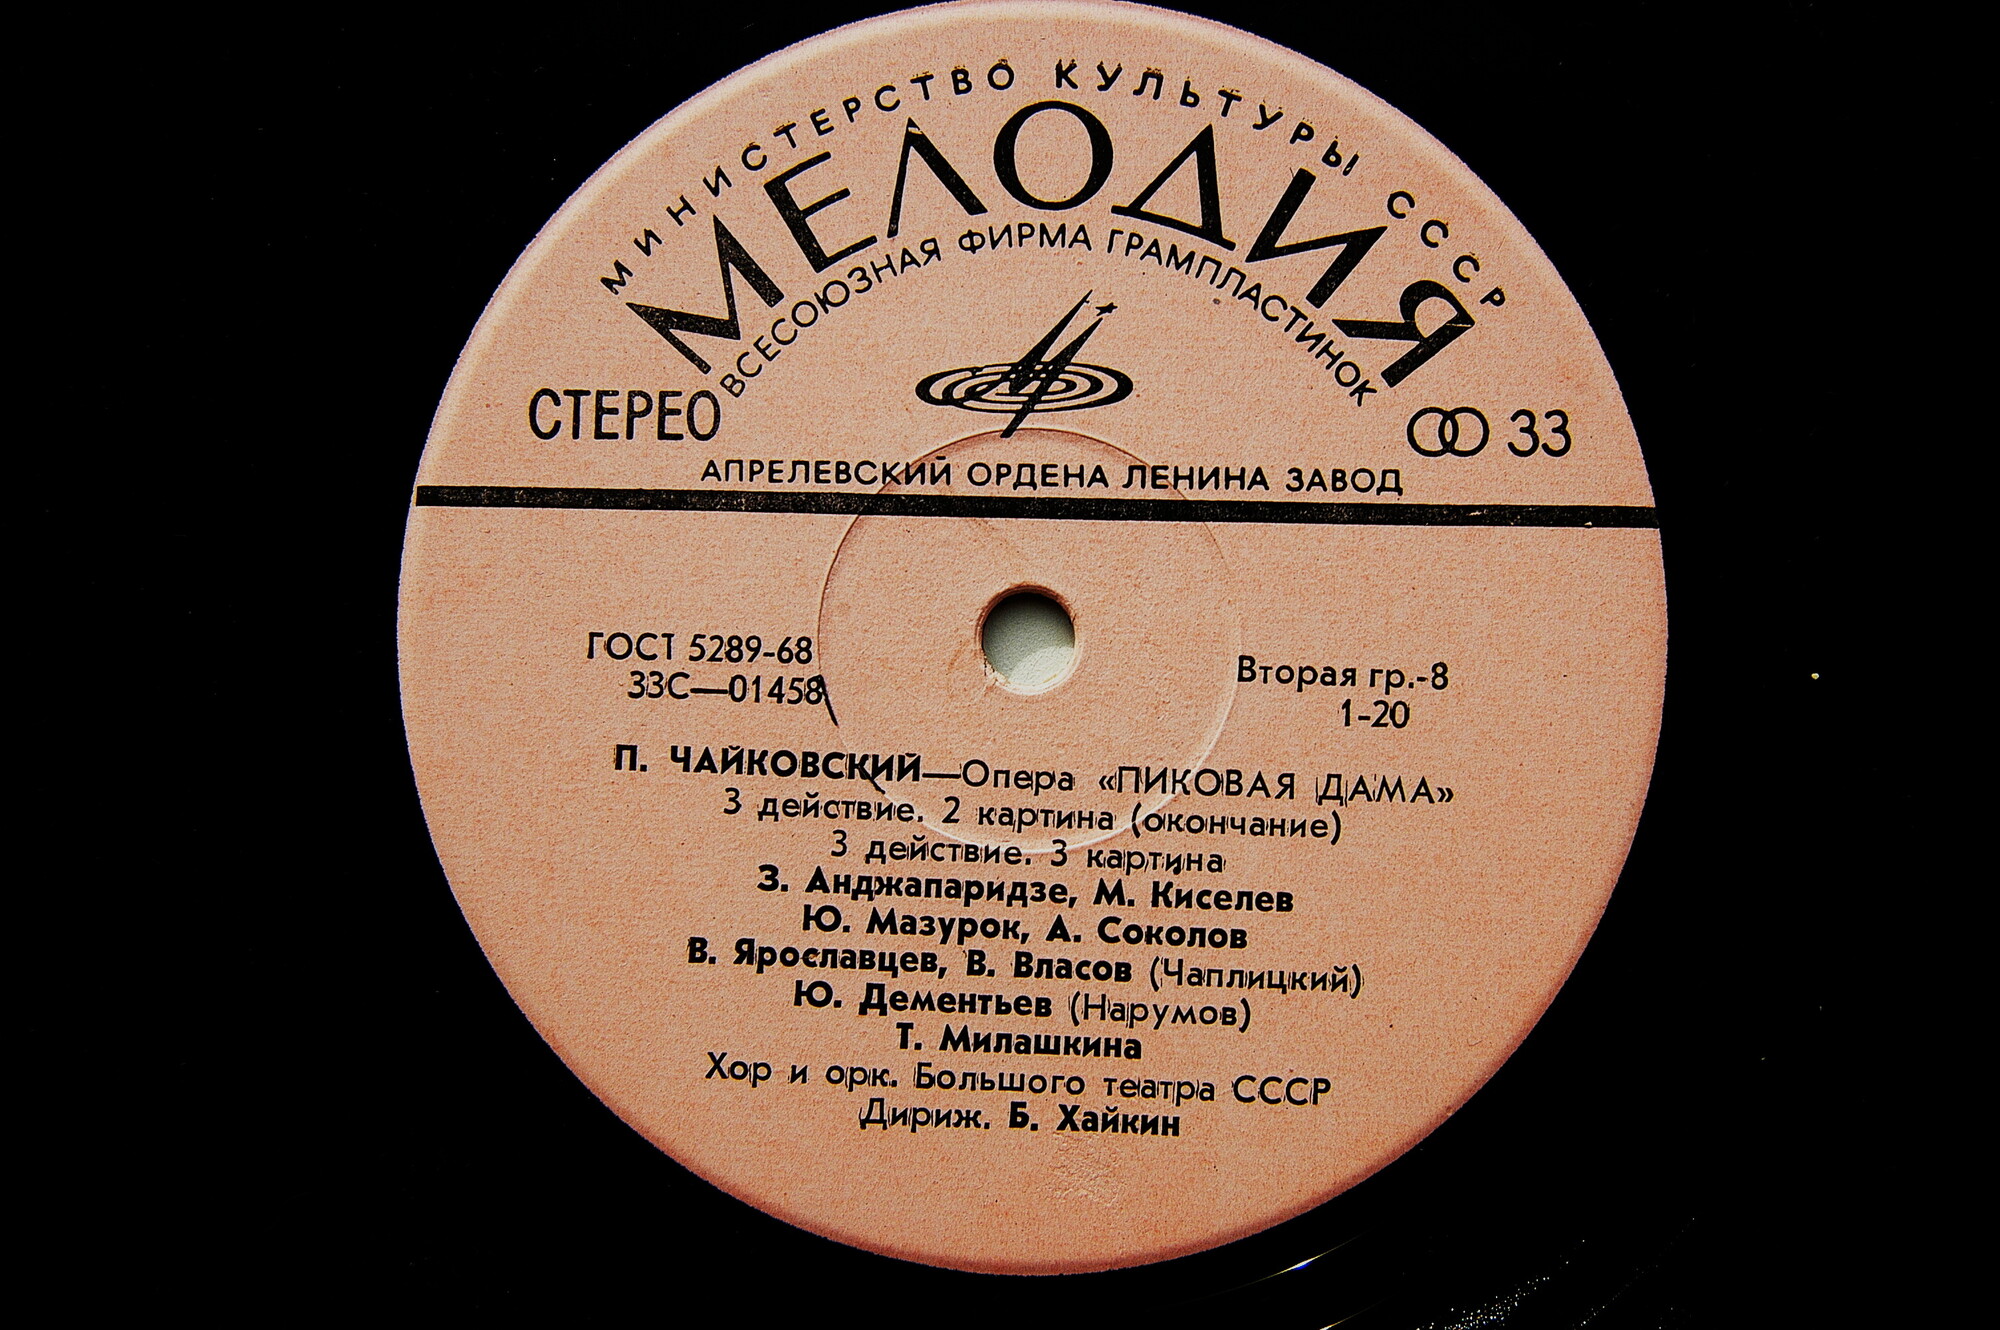 МИНИСТЕРСТВО КУЛЬТУРЫ СССР
МЕЛОДИЯ
ВСЕСОЮЗНАЯ ФИРМА ГРАМПЛАСТИНОК
СТЕРЕО
33
АПРЕЛЕВСКИЙ ОРДЕНА ЛЕНИНА ЗАВОД
ГОСТ 5289-68
33С—01458
Вторая гр.-8
1-20
П. ЧАЙКОВСКИЙ—Опера «ПИКОВАЯ ДАМА»
3 действие. 2 картина (окончание)
3 действие. 3 картина
З. Анджапаридзе, М. Киселев
Ю. Мазурок, А. Соколов
В. Ярославцев, В. Власов (Чаплицкий)
Ю. Дементьев (Нарумов)
Т. Милашкина
Хор и орк. Большого театра СССР
Дириж. Б. Хайкин